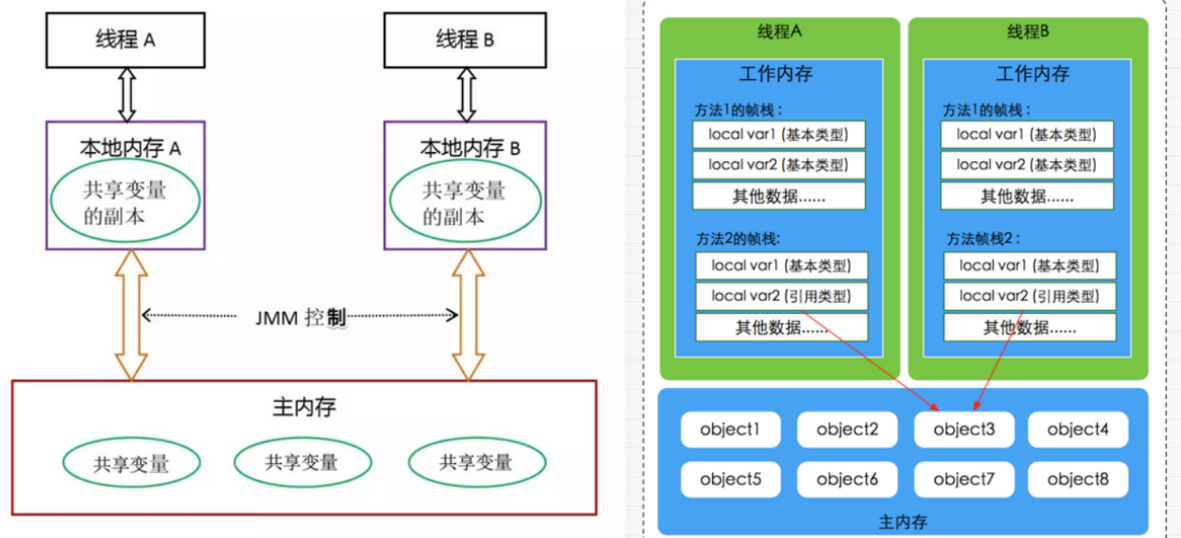 线程 A
线程 B
本地内存 A
共享变量
的副本
本地内存 B
共享变量
的副本
JMM 控制
主内存
共享变量
共享变量
共享变量
线程A
工作内存
方法1的帧栈：
local var1 (基本类型)
local var2 (基本类型)
其他数据......
方法2的帧栈:
local var1 (基本类型)
local var2 (引用类型)
其他数据......
线程B
工作内存
方法1的帧栈：
local var1 (基本类型)
local var2 (基本类型)
其他数据......
方法帧栈2：
local var1 (基本类型)
local var2 (引用类型)
其他数据......
object1
object2
object3
object4
object5
object6
object7
object8
主内存